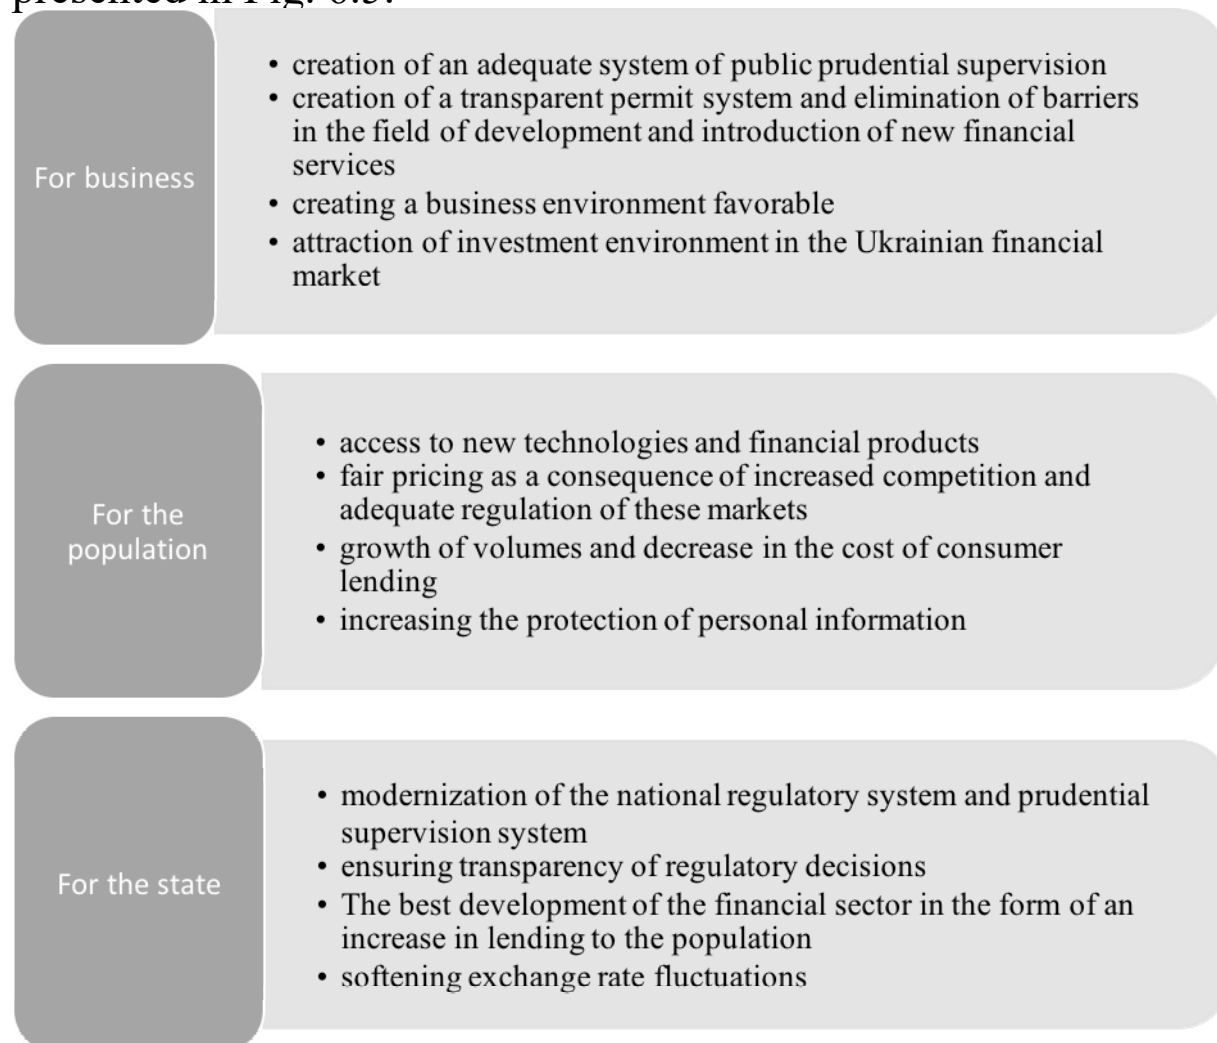 presented in Fig. 6.3.
For business
• creation of an adequate system of public prudential supervision
• creation of a transparent permit system and elimination of barriers
in the field of development and introduction of new financial
services
• creating a business environment favorable
• attraction of investment environment in the Ukrainian financial
market
For the
population
• access to new technologies and financial products
• fair pricing as a consequence of increased competition and
adequate regulation of these markets
• growth of volumes and decrease in the cost of consumer
lending
• increasing the protection of personal information
For the state
• modernization of the national regulatory system and prudential
supervision system
• ensuring transparency of regulatory decisions
• The best development of the financial sector in the form of an
increase in lending to the population
• softening exchange rate fluctuations